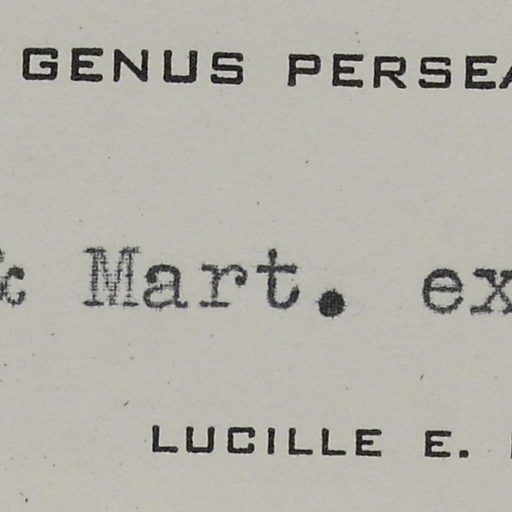 GENUS PERSEA
& Mart. ex
LUCILLE E.